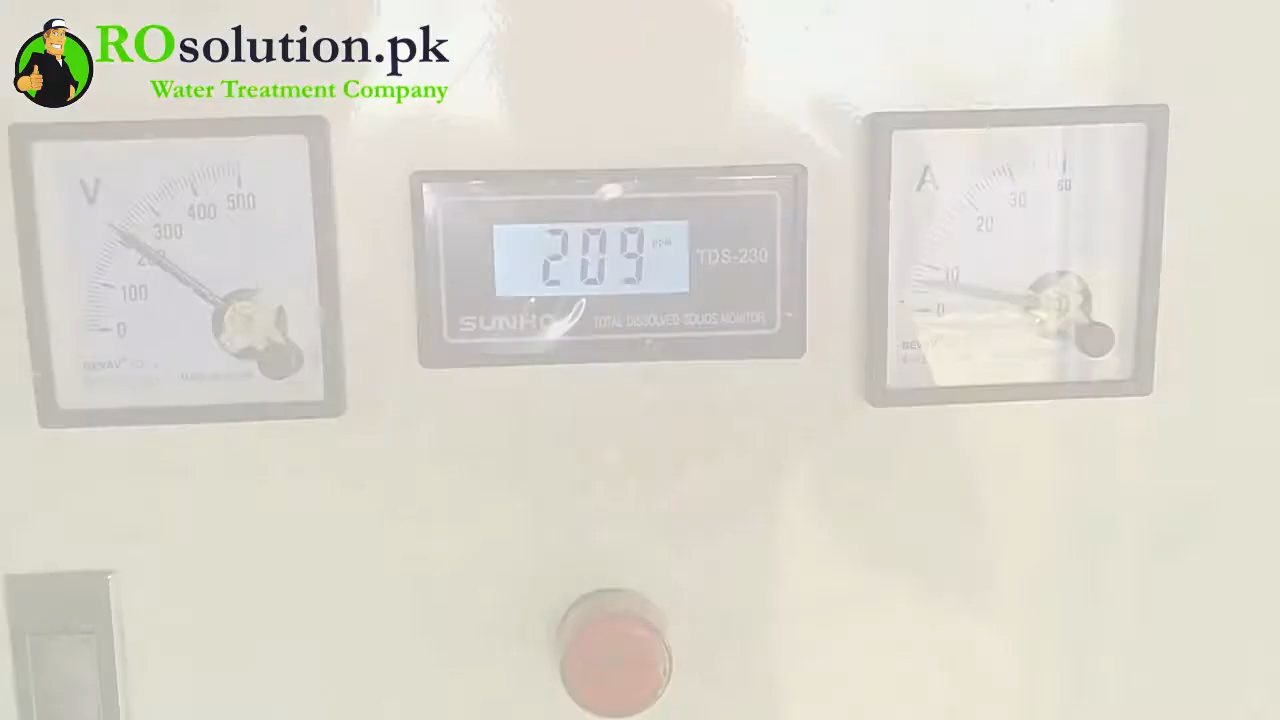 ROsolution.pk
Water Treatment Company
V
0
100
200
300
400
500
209 ppm
TDS-230
SUNHO
TOTAL DISSOLVED SOLIDS MONITOR
A
0
10
20
30
60